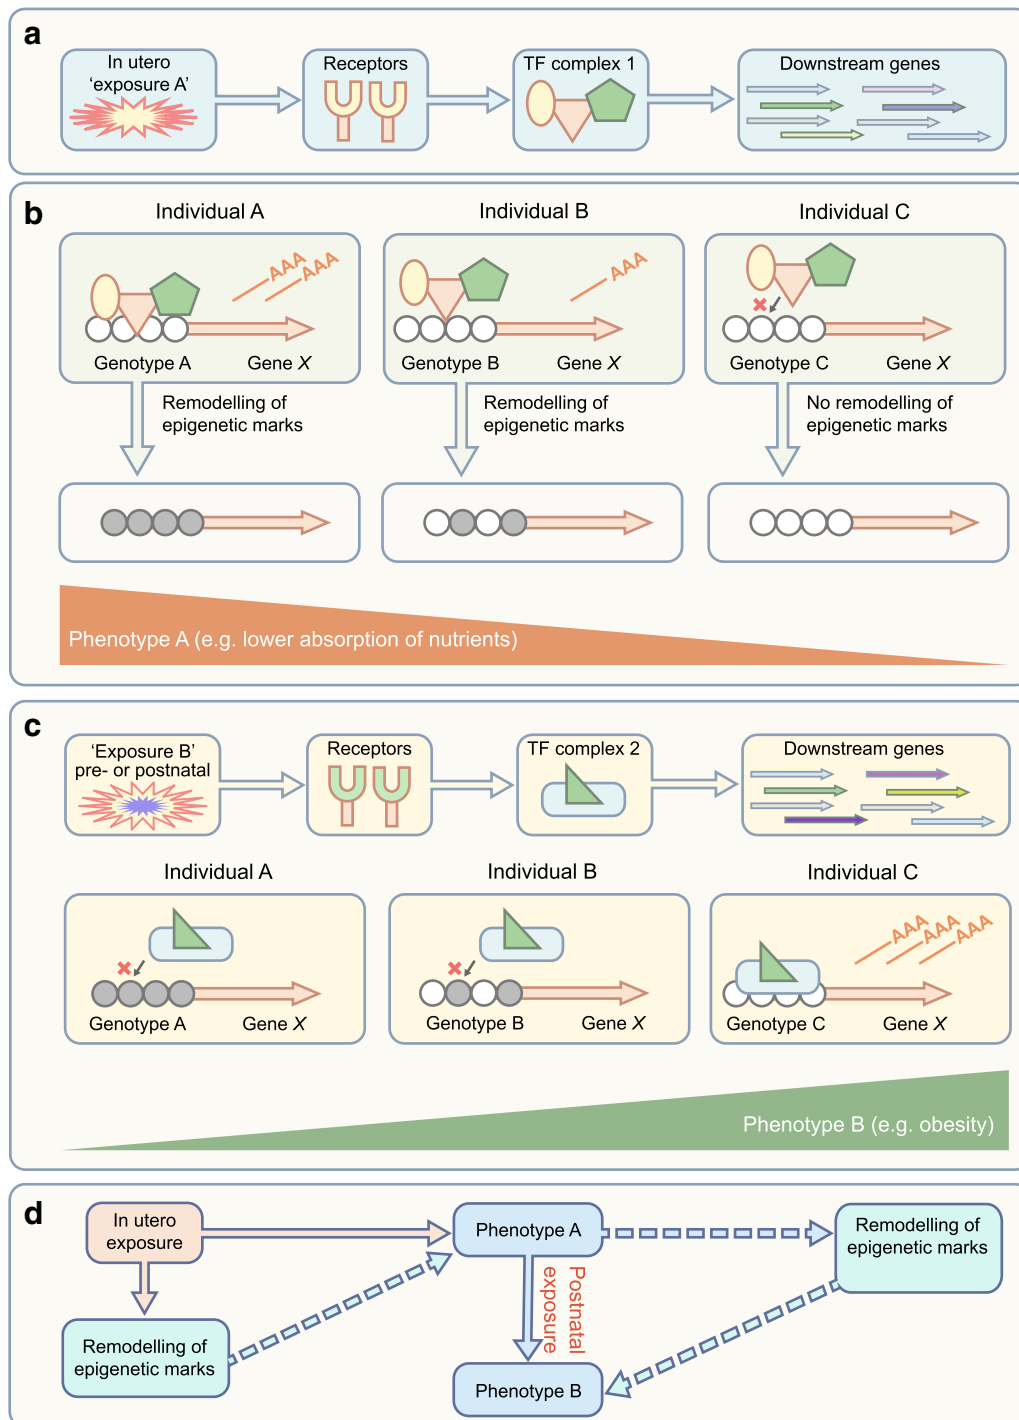 a
In utero
‘exposure A’
Receptors
TF complex 1
Downstream genes
b
Individual A
Individual B
Individual C
AAA
AAA
AAA
Genotype A
Gene X
Genotype B
Gene X
Genotype C
Gene X
Remodelling of
epigenetic marks
Remodelling of
epigenetic marks
No remodelling of
epigenetic marks
Phenotype A (e.g. lower absorption of nutrients)
c
‘Exposure B’
pre- or postnatal
Receptors
TF complex 2
Downstream genes
Individual A
Individual B
Individual C
AAA
AAA
AAA
Genotype A
Gene X
Genotype B
Gene X
Genotype C
Gene X
Phenotype B (e.g. obesity)
d
In utero
exposure
Phenotype A
Remodelling of
epigenetic marks
Postnatal
exposure
Remodelling of
epigenetic marks
Phenotype B